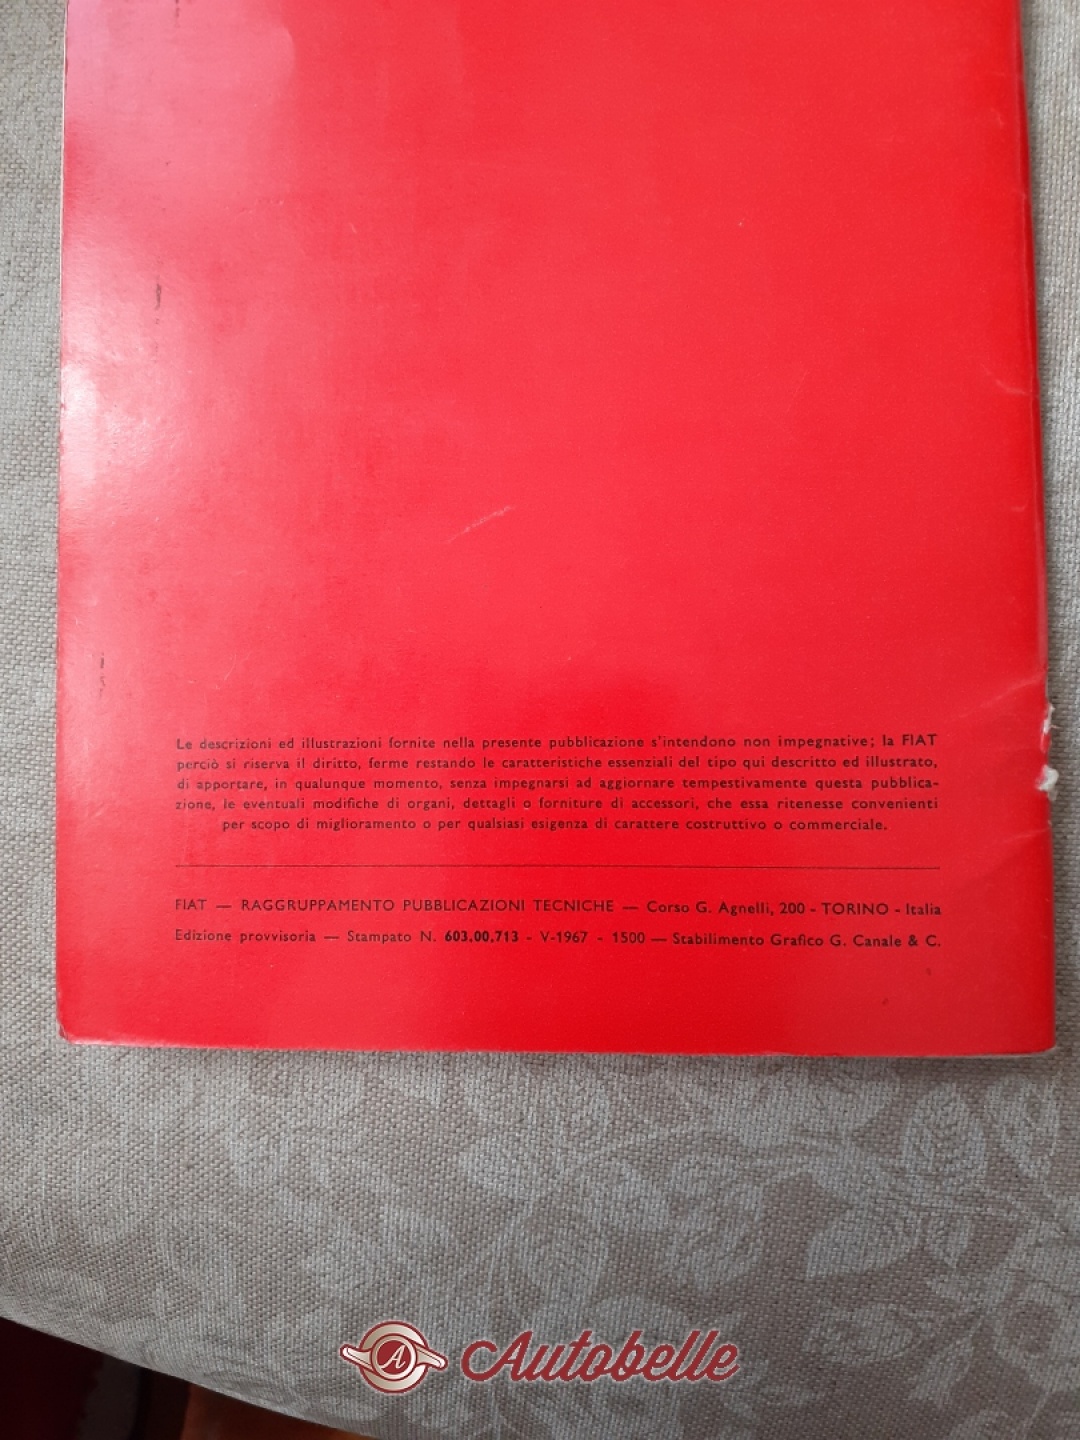 Le descrizioni ed illustrazioni fornite nella presente pubblicazione s'intendono non impegnative; la FIAT
perciò si riserva il diritto, ferme restando le caratteristiche essenziali del tipo qui descritto ed illustrato,
di apportare, in qualunque momento, senza impegnarsi ad aggiornare tempestivamente questa pubblica-
zione, le eventuali modifiche di organi, dettagli o forniture di accessori, che essa ritenesse convenienti
per scopo di miglioramento o per qualsiasi esigenza di carattere costruttivo o commerciale.
FIAT — RAGGRUPPAMENTO PUBBLICAZIONI TECNICHE — Corso G. Agnelli, 200 - TORINO - Italia
Edizione provvisoria — Stampato N. 603.00.713 - V-1967 - 1500 — Stabilimento Grafico G. Canale & C.
A Autobelle